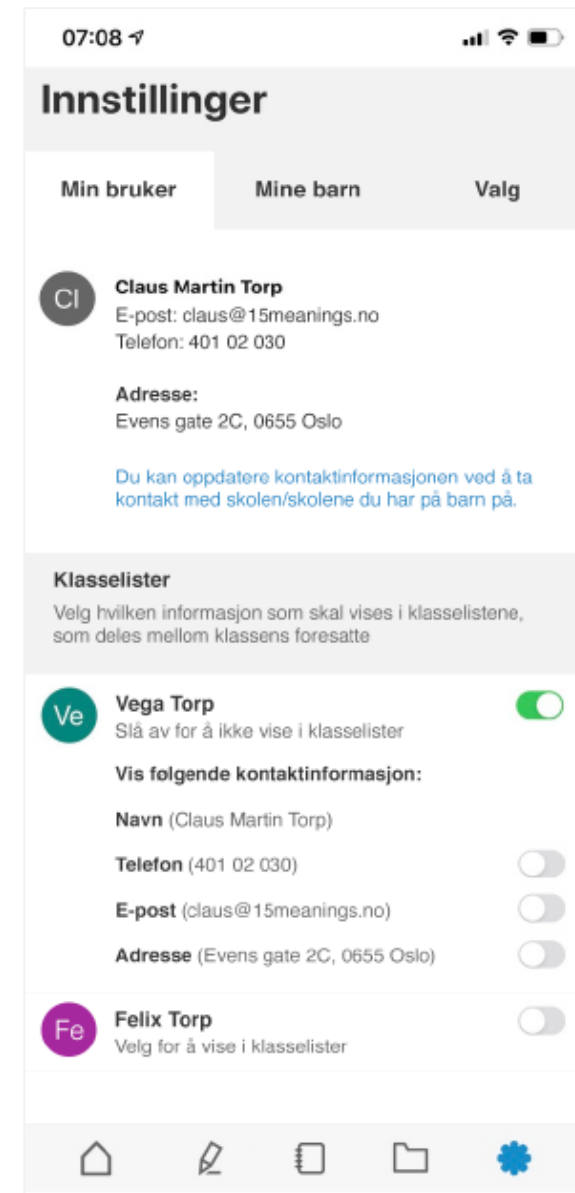 07:08
Innstillinger
Min bruker Mine barn Valg
Cl
Claus Martin Torp
E-post: claus@15meanings.no
Telefon: 401 02 030
Adresse:
Evens gate 2C, 0655 Oslo
Du kan oppdatere kontaktinformasjonen ved å ta
kontakt med skolen/skolene du har på barn på.
Klasselister
Velg hvilken informasjon som skal vises i klasselistene,
som deles mellom klassens foresatte
Ve
Vega Torp
Slå av for å ikke vise i klasselister
Vis følgende kontaktinformasjon:
Navn (Claus Martin Torp)
Telefon (401 02 030)
E-post (claus@15meanings.no)
Adresse (Evens gate 2C, 0655 Oslo)
Fe
Felix Torp
Velg for å vise i klasselister